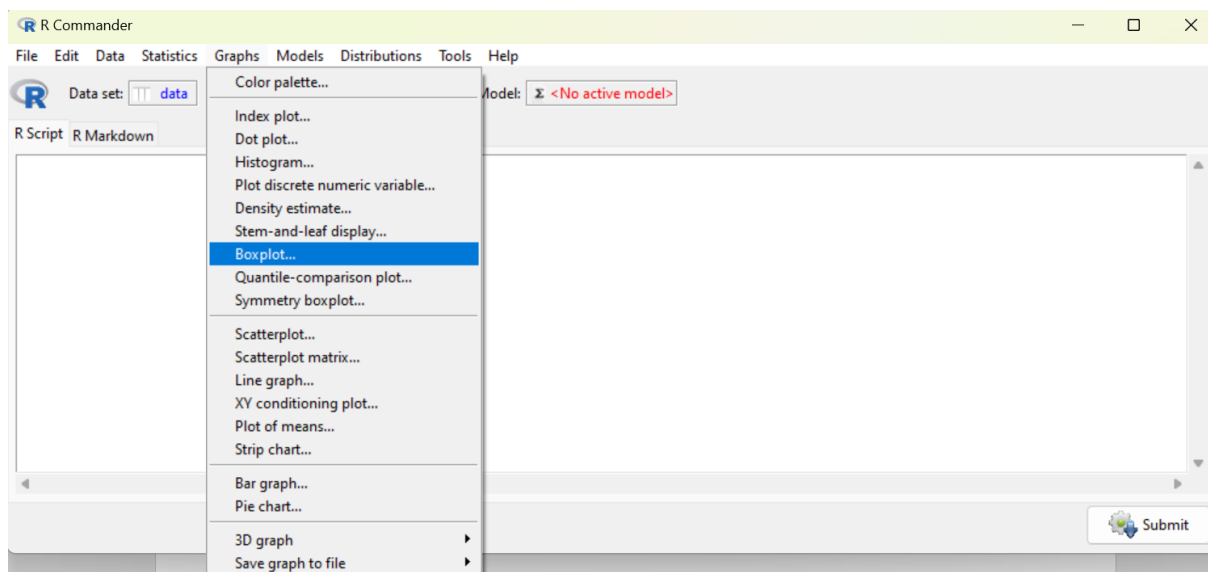 R R Commander
File Edit Data Statistics Graphs Models Distributions Tools Help
R Data set: data Model: Σ <No active model>
R Script R Markdown
Color palette...
Index plot...
Dot plot...
Histogram...
Plot discrete numeric variable...
Density estimate...
Stem-and-leaf display...
Boxplot...
Quantile-comparison plot...
Symmetry boxplot...
Scatterplot...
Scatterplot matrix...
Line graph...
XY conditioning plot...
Plot of means...
Strip chart...
Bar graph...
Pie chart...
3D graph
Save graph to file
Submit